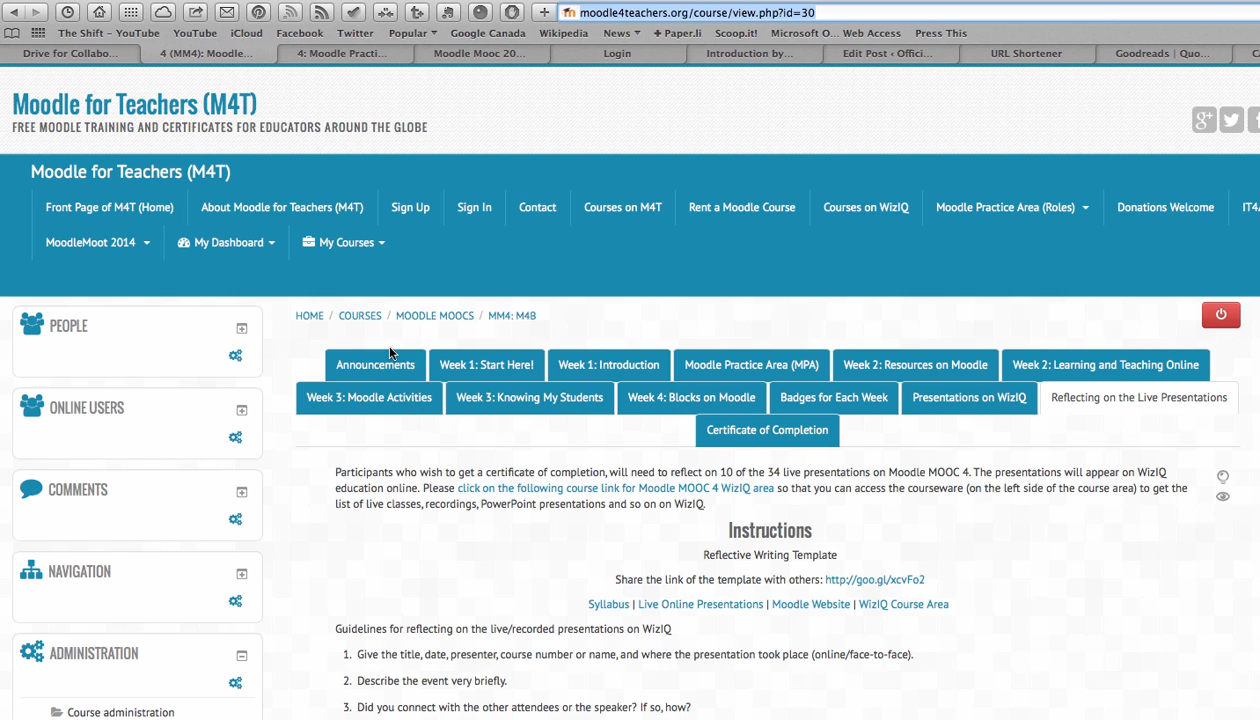 moodle4teachers.org/course/view.php?id=30
The Shift – YouTube YouTube iCloud Facebook Twitter Popular Google Canada Wikipedia News + Paper.li Scoop.it! Microsoft O... Web Access Press This
Drive for Collabo... 4 (MM4): Moodle... 4: Moodle Practi... Moodle Mooc 20... Login Introduction by... Edit Post ‹ Offici... URL Shortener Goodreads | Quo...
Moodle for Teachers (M4T)
FREE MOODLE TRAINING AND CERTIFICATES FOR EDUCATORS AROUND THE GLOBE
Moodle for Teachers (M4T)
Front Page of M4T (Home) About Moodle for Teachers (M4T) Sign Up Sign In Contact Courses on M4T Rent a Moodle Course Courses on WizIQ Moodle Practice Area (Roles) Donations Welcome
MoodleMoot 2014 My Dashboard My Courses
HOME / COURSES / MOODLE MOOCS / MM4: M4B
PEOPLE
ONLINE USERS
COMMENTS
NAVIGATION
ADMINISTRATION
Course administration
Announcements Week 1: Start Here! Week 1: Introduction Moodle Practice Area (MPA) Week 2: Resources on Moodle Week 2: Learning and Teaching Online
Week 3: Moodle Activities Week 3: Knowing My Students Week 4: Blocks on Moodle Badges for Each Week Presentations on WizIQ Reflecting on the Live Presentations
Certificate of Completion
Participants who wish to get a certificate of completion, will need to reflect on 10 of the 34 live presentations on Moodle MOOC 4. The presentations will appear on WizIQ
education online. Please click on the following course link for Moodle MOOC 4 WizIQ area so that you can access the courseware (on the left side of the course area) to get the
list of live classes, recordings, PowerPoint presentations and so on on WizIQ.
Instructions
Reflective Writing Template
Share the link of the template with others: http://goo.gl/xcvFo2
Syllabus | Live Online Presentations | Moodle Website | WizIQ Course Area
Guidelines for reflecting on the live/recorded presentations on WizIQ
1. Give the title, date, presenter, course number or name, and where the presentation took place (online/face-to-face).
2. Describe the event very briefly.
3. Did you connect with the other attendees or the speaker? If so, how?